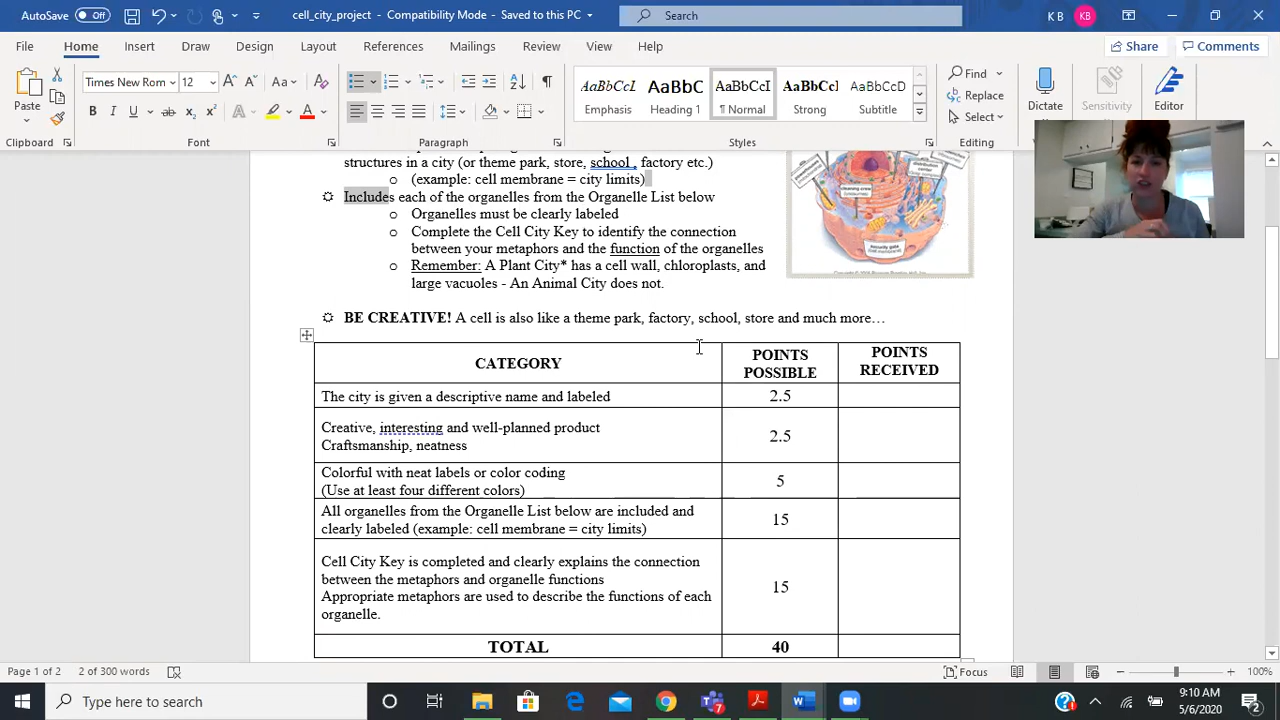 AutoSave Off cell_city_project - Compatibility Mode - Saved to this PC Search K B KB
File Home Insert Draw Design Layout References Mailings Review View Help Share Comments
Times New Rom 12 Aa
AaBbCcI AaBbC AaBbCcI AaBbCcI AaBbCcI
Find
Replace
Select
Paste B I U ab x A A Emphasis Heading 1 ¶ Normal Strong Subtitle Dictate Sensitivity Editor
Clipboard Font Paragraph Styles Editing Voice Sensitivity Editor
structures in a city (or theme park, store, school , factory etc.)
o (example: cell membrane = city limits)
Includes each of the organelles from the Organelle List below
o Organelles must be clearly labeled
o Complete the Cell City Key to identify the connection
between your metaphors and the function of the organelles
o Remember: A Plant City* has a cell wall, chloroplasts, and
large vacuoles - An Animal City does not.
BE CREATIVE! A cell is also like a theme park, factory, school, store and much more…
CATEGORY POINTS POSSIBLE POINTS RECEIVED
The city is given a descriptive name and labeled 2.5
Creative, interesting and well-planned product
Craftsmanship, neatness 2.5
Colorful with neat labels or color coding
(Use at least four different colors) 5
All organelles from the Organelle List below are included and
clearly labeled (example: cell membrane = city limits) 15
Cell City Key is completed and clearly explains the connection
between the metaphors and organelle functions
Appropriate metaphors are used to describe the functions of each
organelle. 15
TOTAL 40
Page 1 of 2 2 of 300 words Focus 100%
Type here to search 9:10 AM
5/6/2020